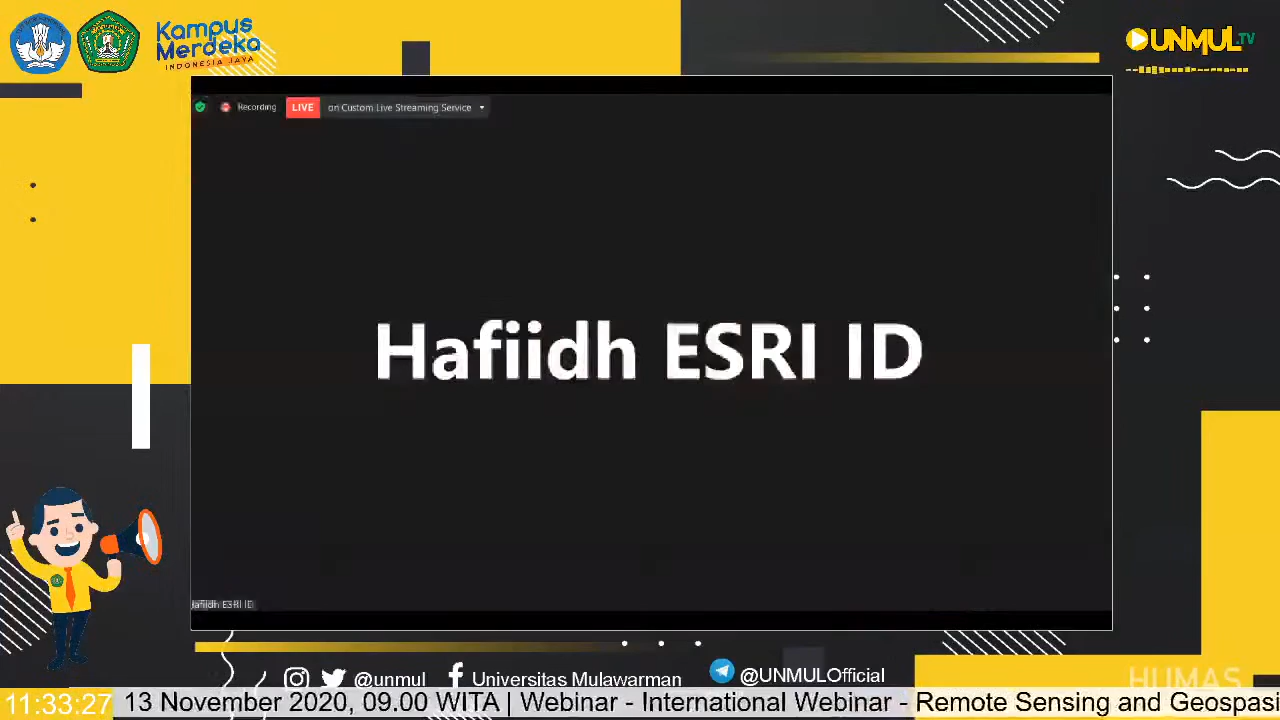 Kampus
Merdeka
INDONESIA JAYA
UNMUL TV
Recording
LIVE
on Custom Live Streaming Service
Hafiidh ESRI ID
Hafiidh ESRI ID
@unmul
Universitas Mulawarman
@UNMULOfficial
HUMAS
11:33:27
13 November 2020, 09.00 WITA | Webinar - International Webinar - Remote Sensing and Geospasi